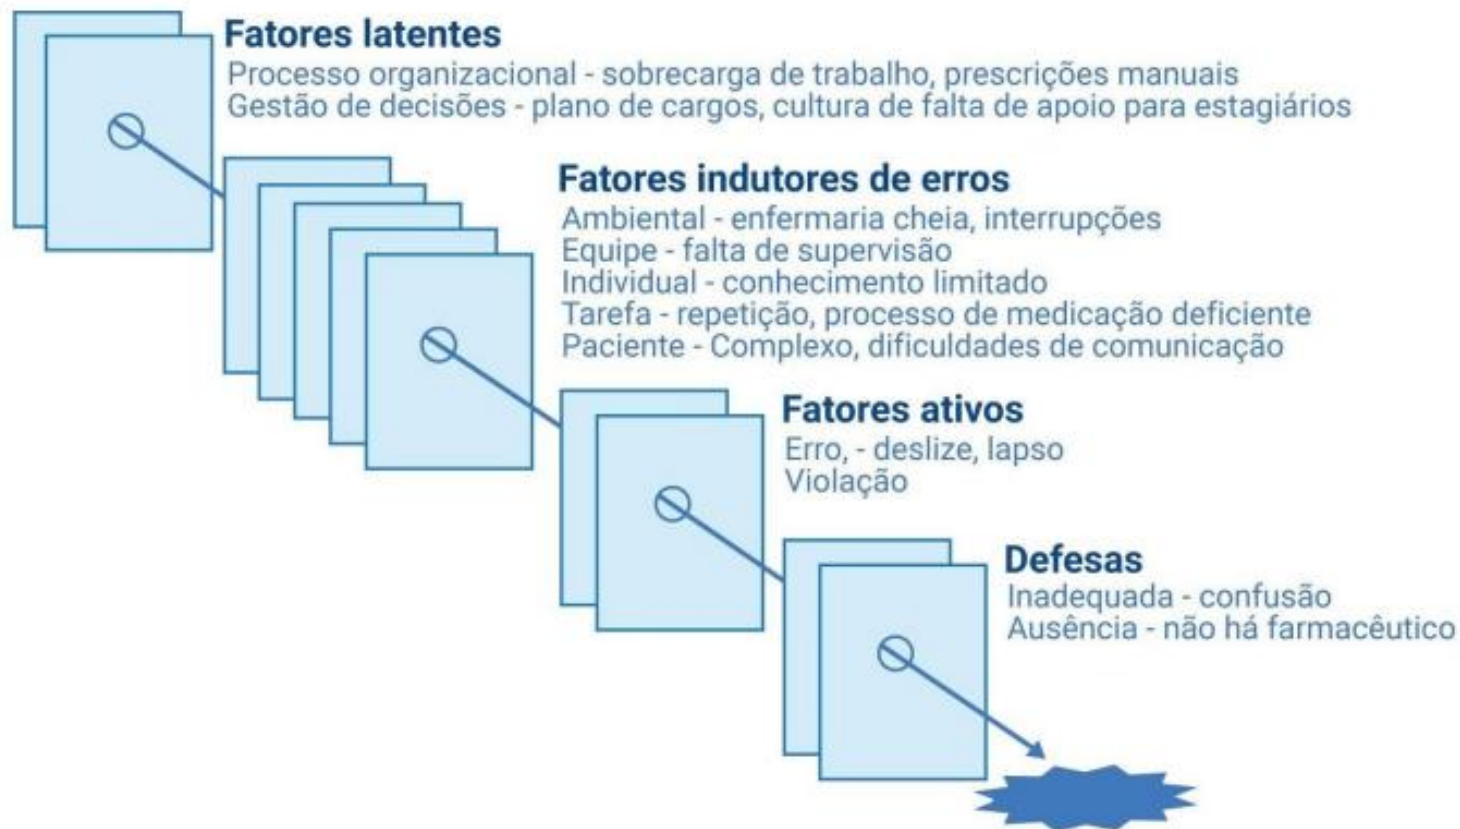 Fatores latentes
Processo organizacional - sobrecarga de trabalho, prescrições manuais
Gestão de decisões - plano de cargos, cultura de falta de apoio para estagiários
Fatores indutores de erros
Ambiental - enfermaria cheia, interrupções
Equipe - falta de supervisão
Individual - conhecimento limitado
Tarefa - repetição, processo de medicação deficiente
Paciente - Complexo, dificuldades de comunicação
Fatores ativos
Erro, - deslize, lapso
Violação
Defesas
Inadequada - confusão
Ausência - não há farmacêutico